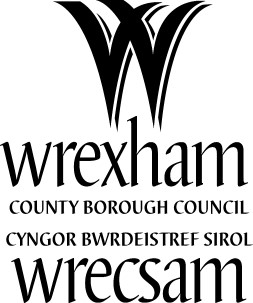 wrexham
COUNTY BOROUGH COUNCIL
CYNGOR BWRDEISTREF SIROL
wrecsam